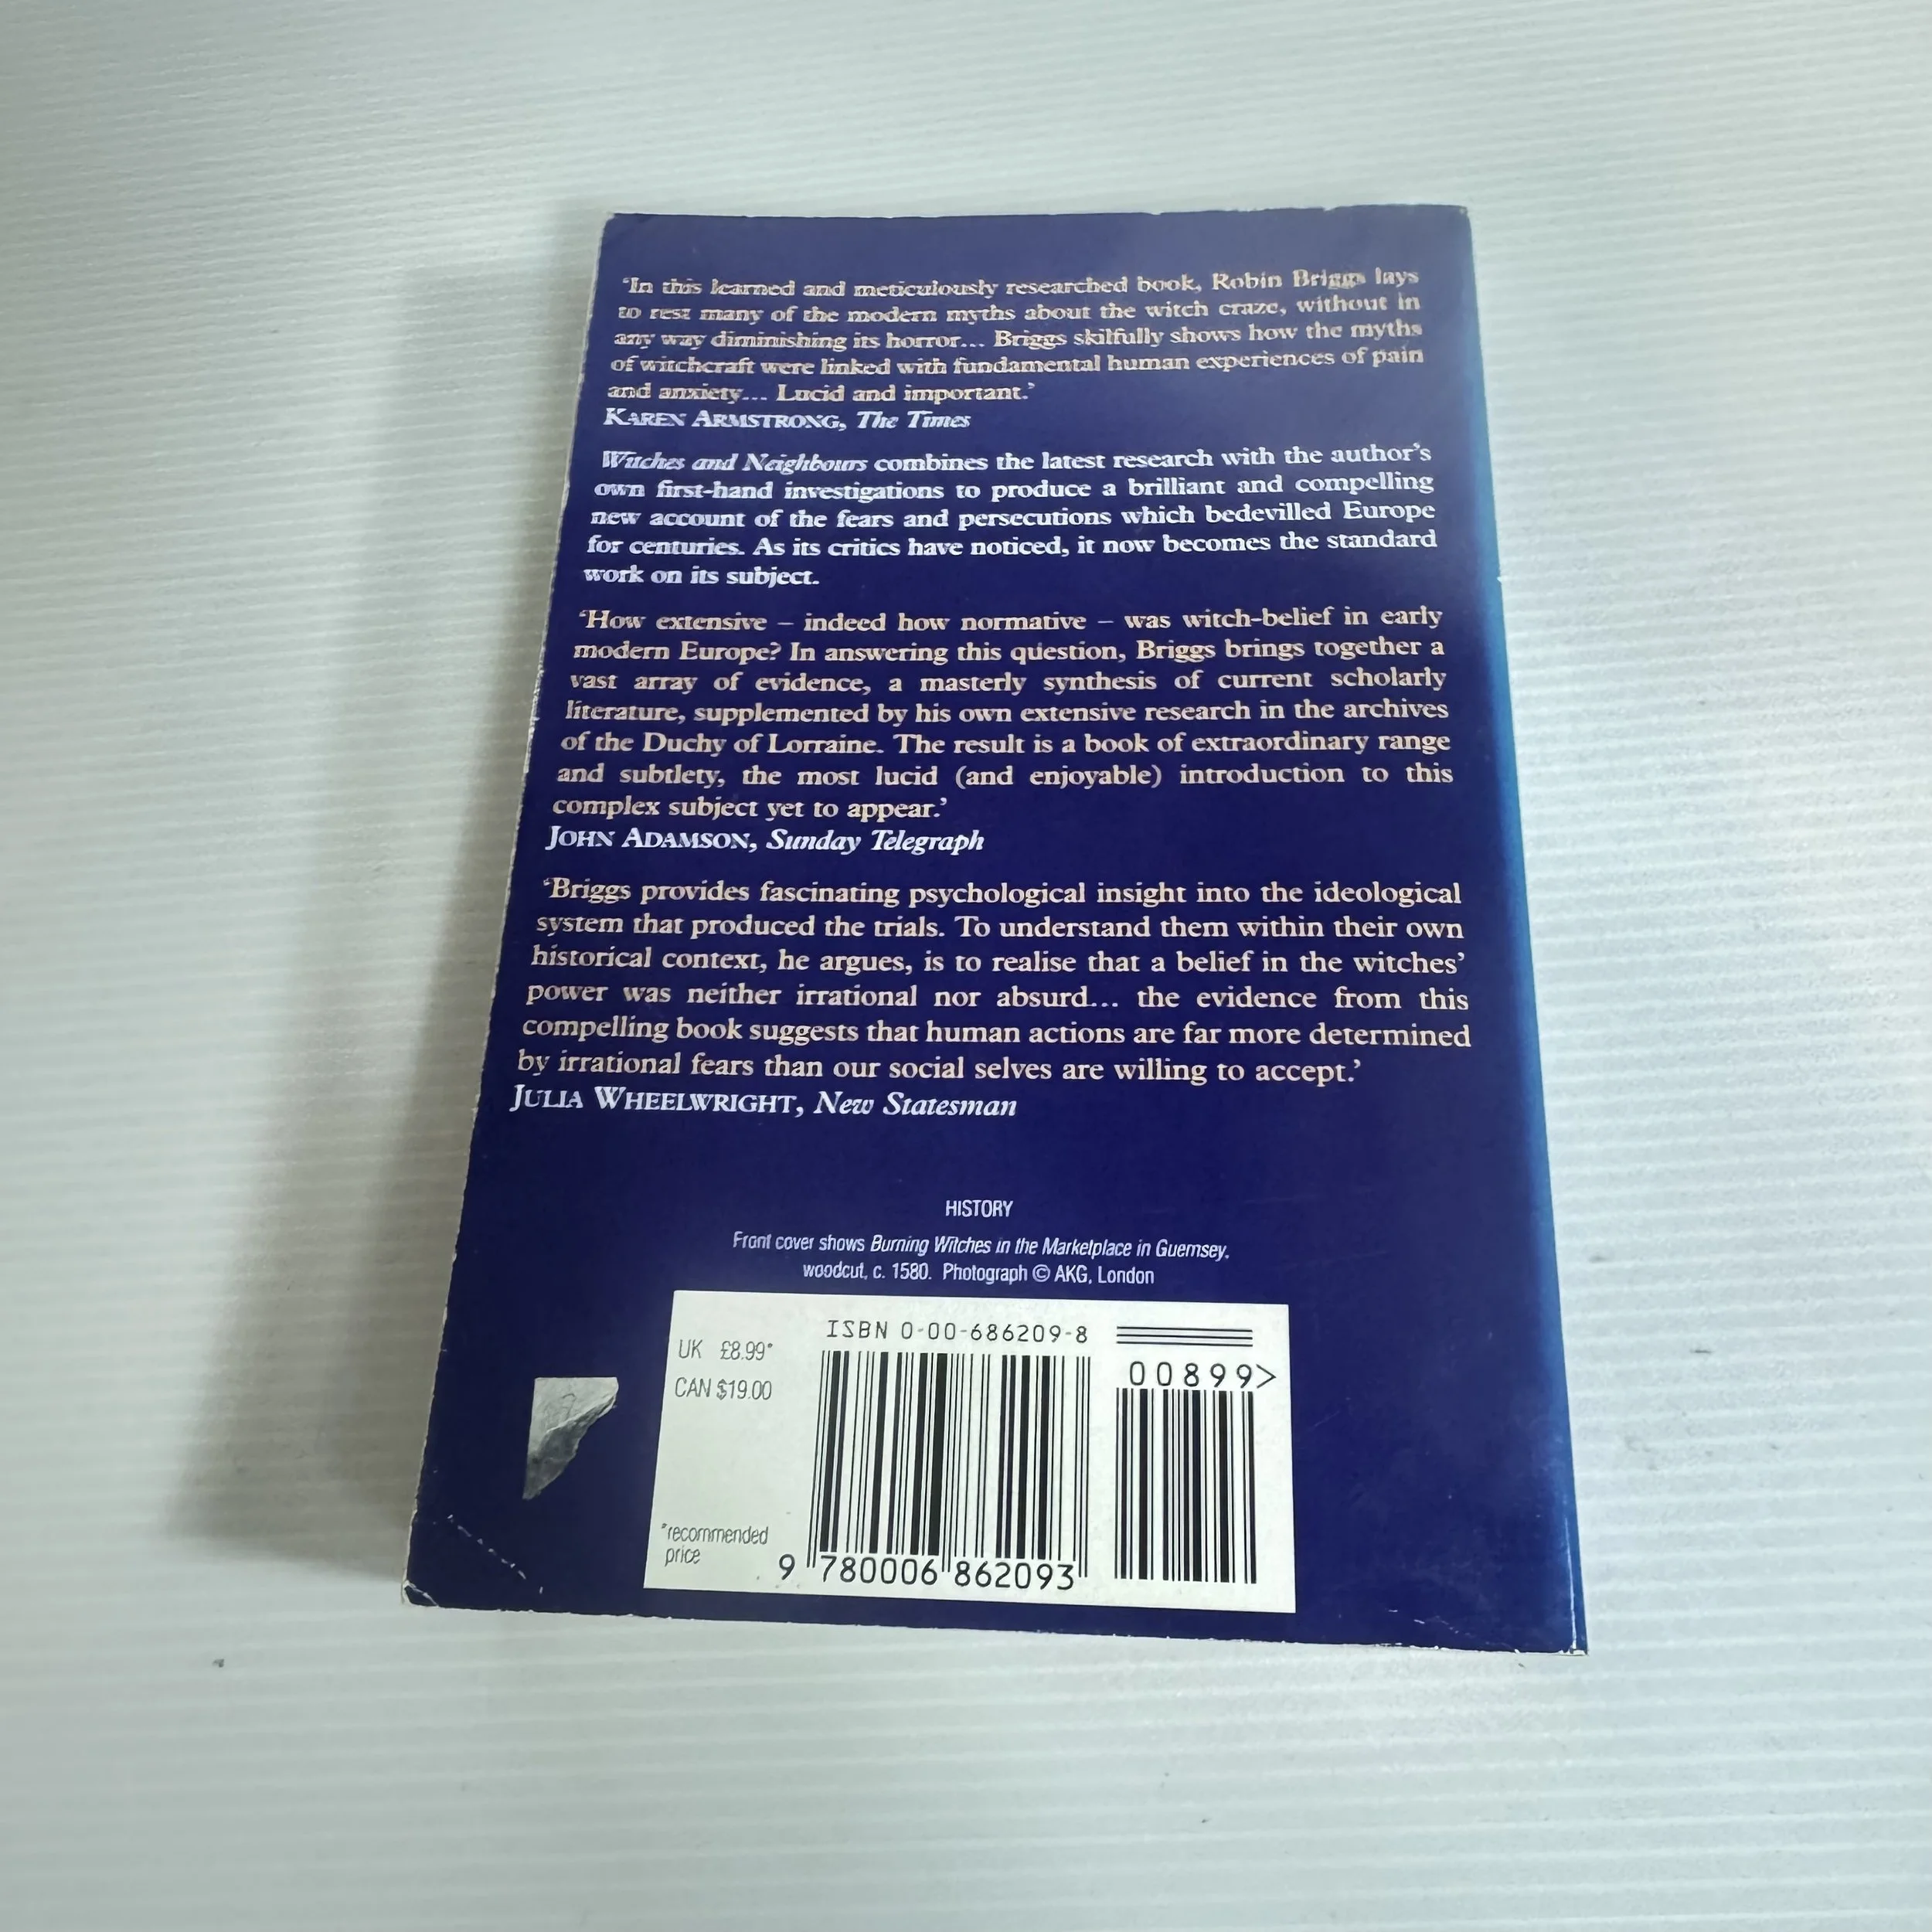 ‘In this learned and meticulously researched book, Robin Briggs lays
to rest many of the modern myths about the witch craze, without in
any way diminishing its horror... Briggs skilfully shows how the myths
of witchcraft were linked with fundamental human experiences of pain
and anxiety... Lucid and important.’
KAREN ARMSTRONG, The Times
Witches and Neighbours combines the latest research with the author’s
own first-hand investigations to produce a brilliant and compelling
new account of the fears and persecutions which bedevilled Europe
for centuries. As its critics have noticed, it now becomes the standard
work on its subject.
‘How extensive – indeed how normative – was witch-belief in early
modern Europe? In answering this question, Briggs brings together a
vast array of evidence, a masterly synthesis of current scholarly
literature, supplemented by his own extensive research in the archives
of the Duchy of Lorraine. The result is a book of extraordinary range
and subtlety, the most lucid (and enjoyable) introduction to this
complex subject yet to appear.’
JOHN ADAMSON, Sunday Telegraph
‘Briggs provides fascinating psychological insight into the ideological
system that produced the trials. To understand them within their own
historical context, he argues, is to realise that a belief in the witches’
power was neither irrational nor absurd... the evidence from this
compelling book suggests that human actions are far more determined
by irrational fears than our social selves are willing to accept.’
JULIA WHEELWRIGHT, New Statesman
HISTORY
Front cover shows Burning Witches in the Marketplace in Guernsey,
woodcut, c. 1580. Photograph © AKG, London
ISBN 0-00-686209-8
UK £8.99*
CAN $19.00
00899>
*recommended
price
9 780006 862093